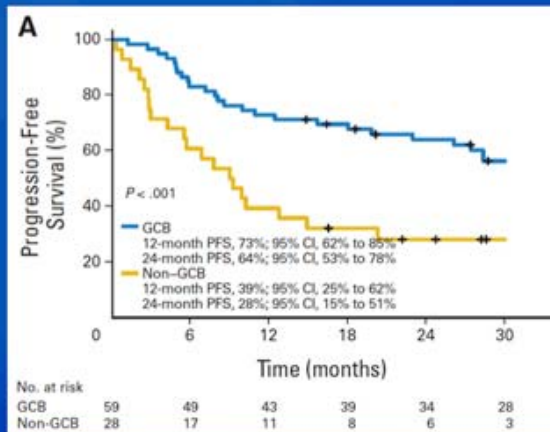 A
100
80
60
40
20
0
Progression-Free
Survival (%)
P < .001
GCB
12-month PFS, 73%; 95% CI, 62% to 85%
24-month PFS, 64%; 95% CI, 53% to 78%
Non–GCB
12-month PFS, 39%; 95% CI, 25% to 62%
24-month PFS, 28%; 95% CI, 15% to 51%
6 12 18 24 30
Time (months)
No. at risk
GCB 59 49 43 39 34 28
Non-GCB 28 17 11 8 6 3